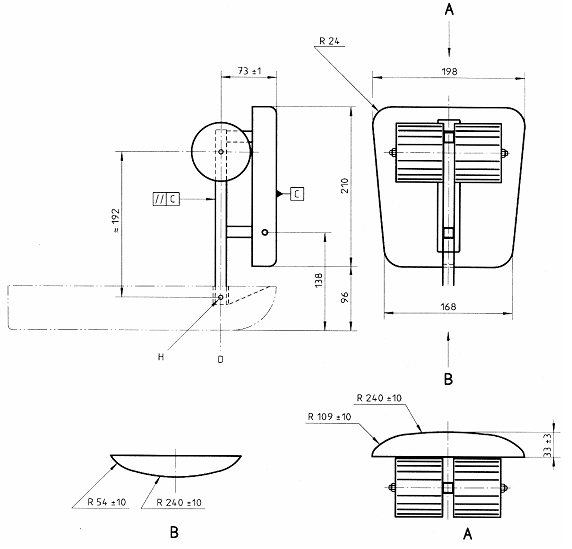 A
R 24
73 ±1
198
// C
C
≈ 192
210
138
96
168
H
O
B
R 240 ±10
R 109 ±10
33 ±3
R 54 ±10
R 240 ±10
B
A